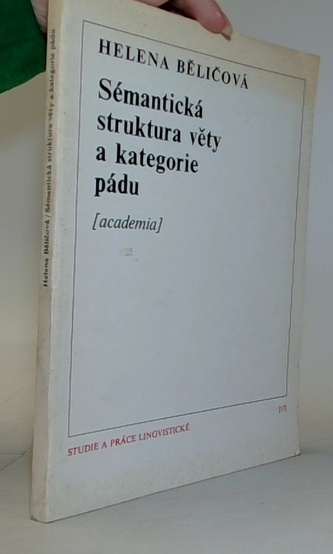 HELENA BĚLIČOVÁ
Sémantická
struktura věty
a kategorie
pádu
[academia]
STUDIE A PRÁCE LINGVISTICKÉ
Helena Běličová/Sémantická struktura věty a kategorie pádu